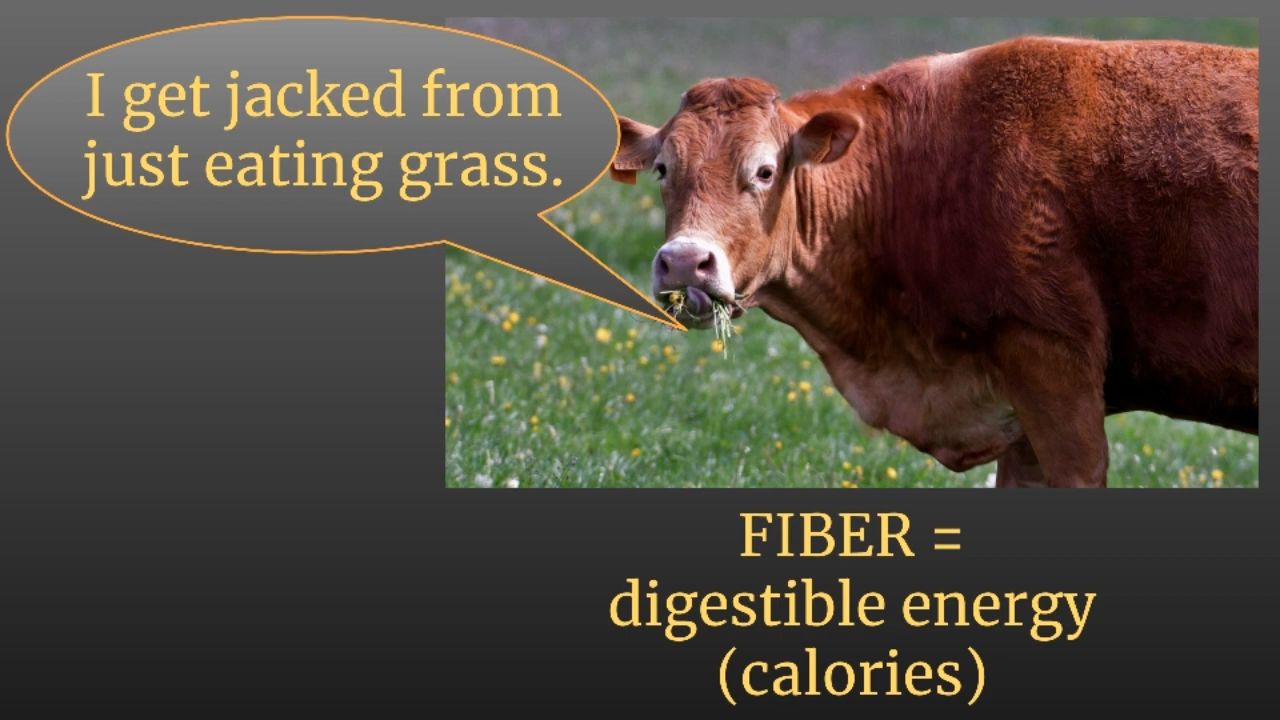 I get jacked from
just eating grass.
FIBER =
digestible energy
(calories)